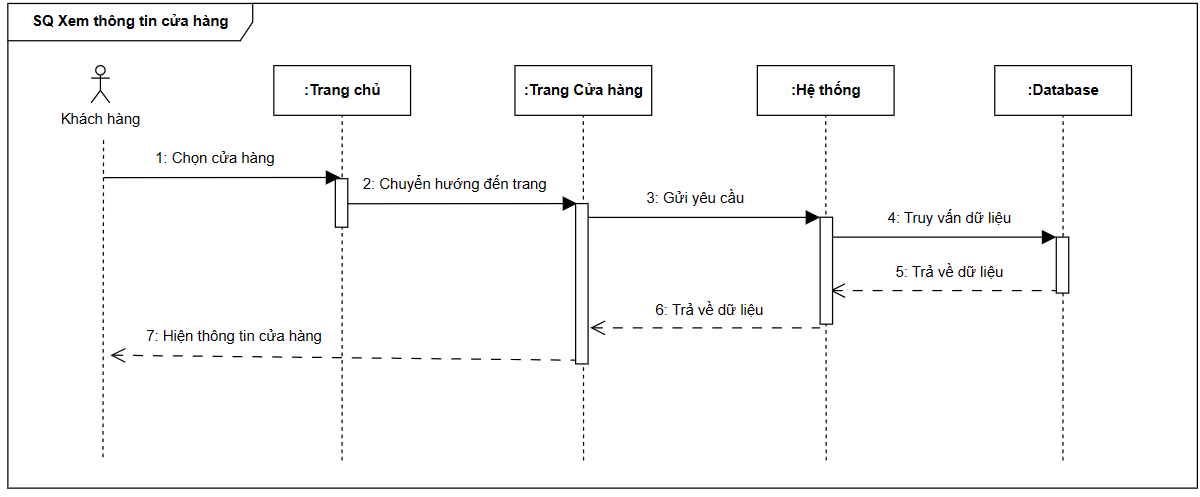 SQ Xem thông tin cửa hàng
Khách hàng
:Trang chủ
:Trang Cửa hàng
:Hệ thống
:Database
1: Chọn cửa hàng
2: Chuyển hướng đến trang
3: Gửi yêu cầu
4: Truy vấn dữ liệu
5: Trả về dữ liệu
6: Trả về dữ liệu
7: Hiện thông tin cửa hàng